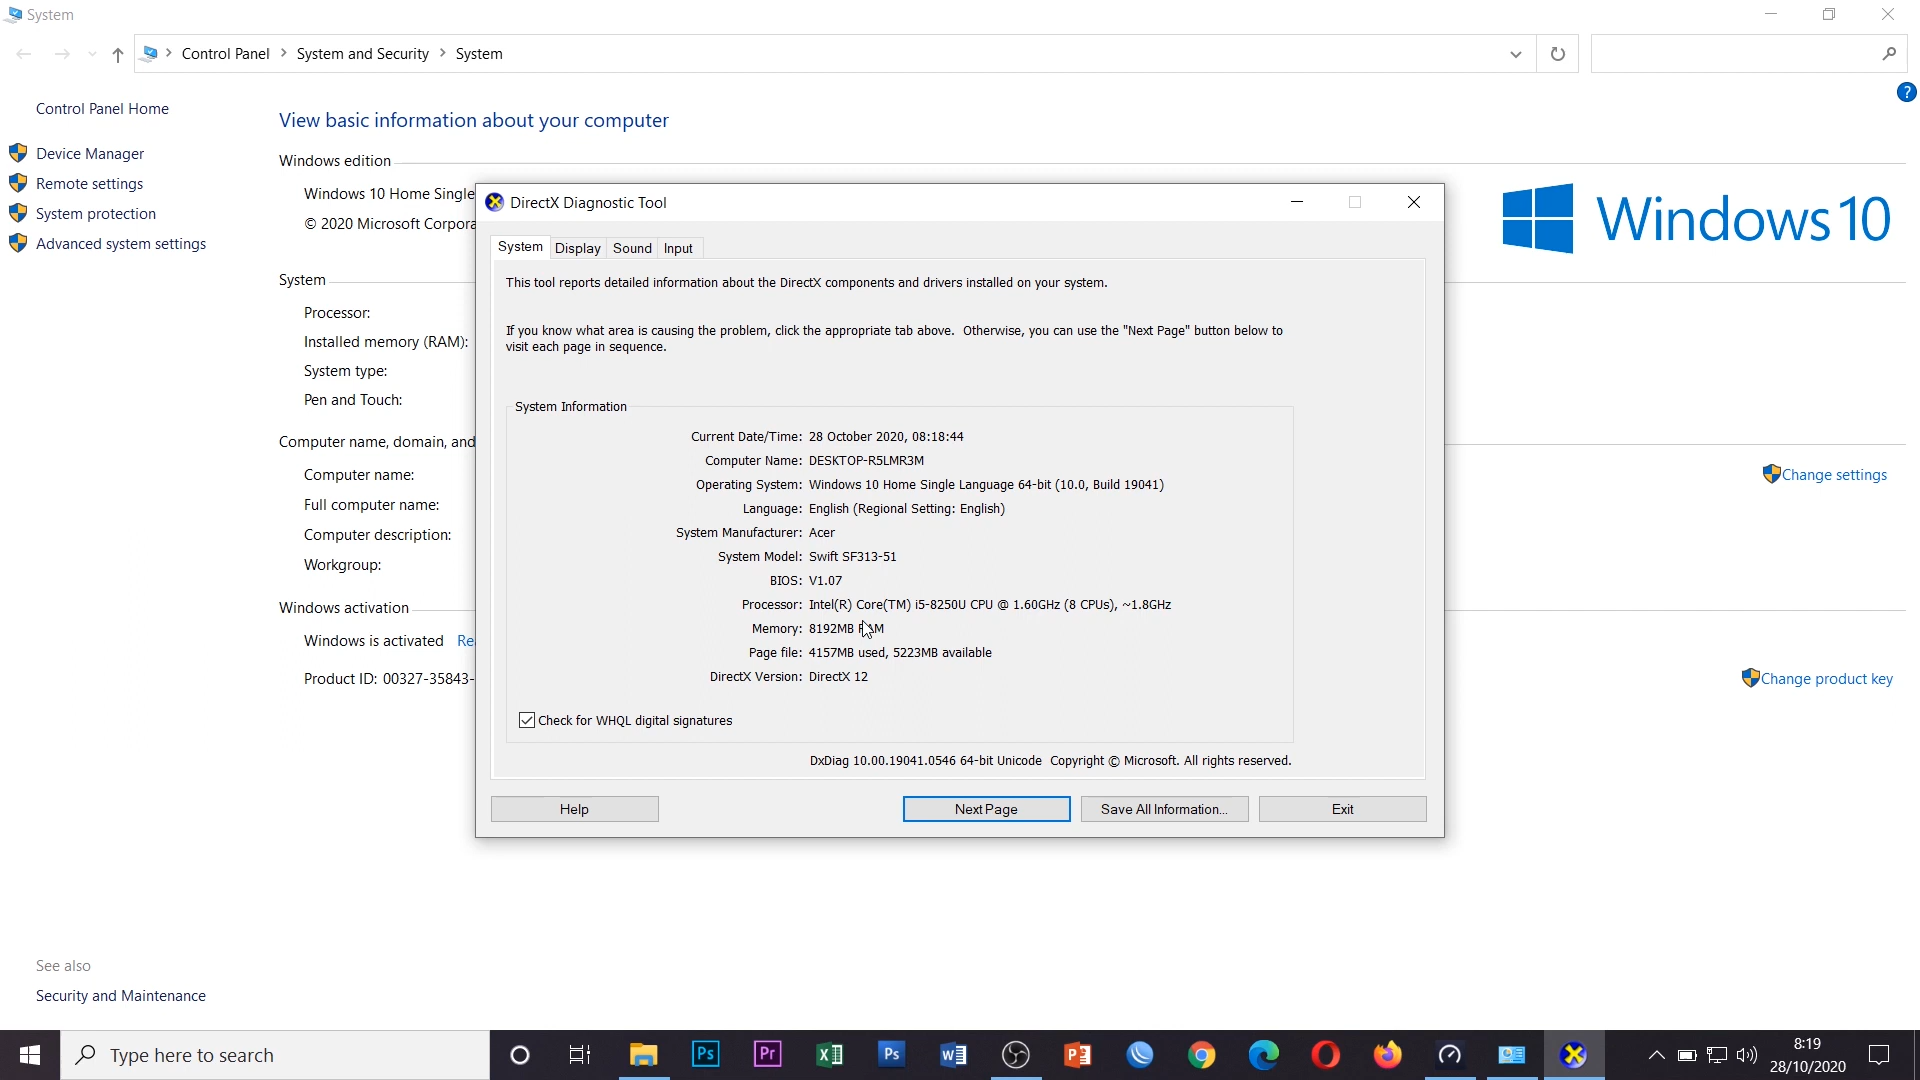 System
Control Panel > System and Security > System
?
Control Panel Home
Device Manager
Remote settings
System protection
Advanced system settings
See also
Security and Maintenance
View basic information about your computer
Windows edition
Windows 10 Home Single
© 2020 Microsoft Corpora
Windows 10
System
Processor:
Installed memory (RAM):
System type:
Pen and Touch:
Computer name, domain, and
Computer name:
Full computer name:
Computer description:
Workgroup:
Change settings
Windows activation
Windows is activated Re
Product ID: 00327-35843-
Change product key
DirectX Diagnostic Tool
System Display Sound Input
This tool reports detailed information about the DirectX components and drivers installed on your system.
If you know what area is causing the problem, click the appropriate tab above. Otherwise, you can use the "Next Page" button below to
visit each page in sequence.
System Information
Current Date/Time: 28 October 2020, 08:18:44
Computer Name: DESKTOP-R5LMR3M
Operating System: Windows 10 Home Single Language 64-bit (10.0, Build 19041)
Language: English (Regional Setting: English)
System Manufacturer: Acer
System Model: Swift SF313-51
BIOS: V1.07
Processor: Intel(R) Core(TM) i5-8250U CPU @ 1.60GHz (8 CPUs), ~1.8GHz
Memory: 8192MB RAM
Page file: 4157MB used, 5223MB available
DirectX Version: DirectX 12
Check for WHQL digital signatures
DxDiag 10.00.19041.0546 64-bit Unicode Copyright © Microsoft. All rights reserved.
Help Next Page Save All Information... Exit
Type here to search
Ps Pr Ps
8:19
28/10/2020